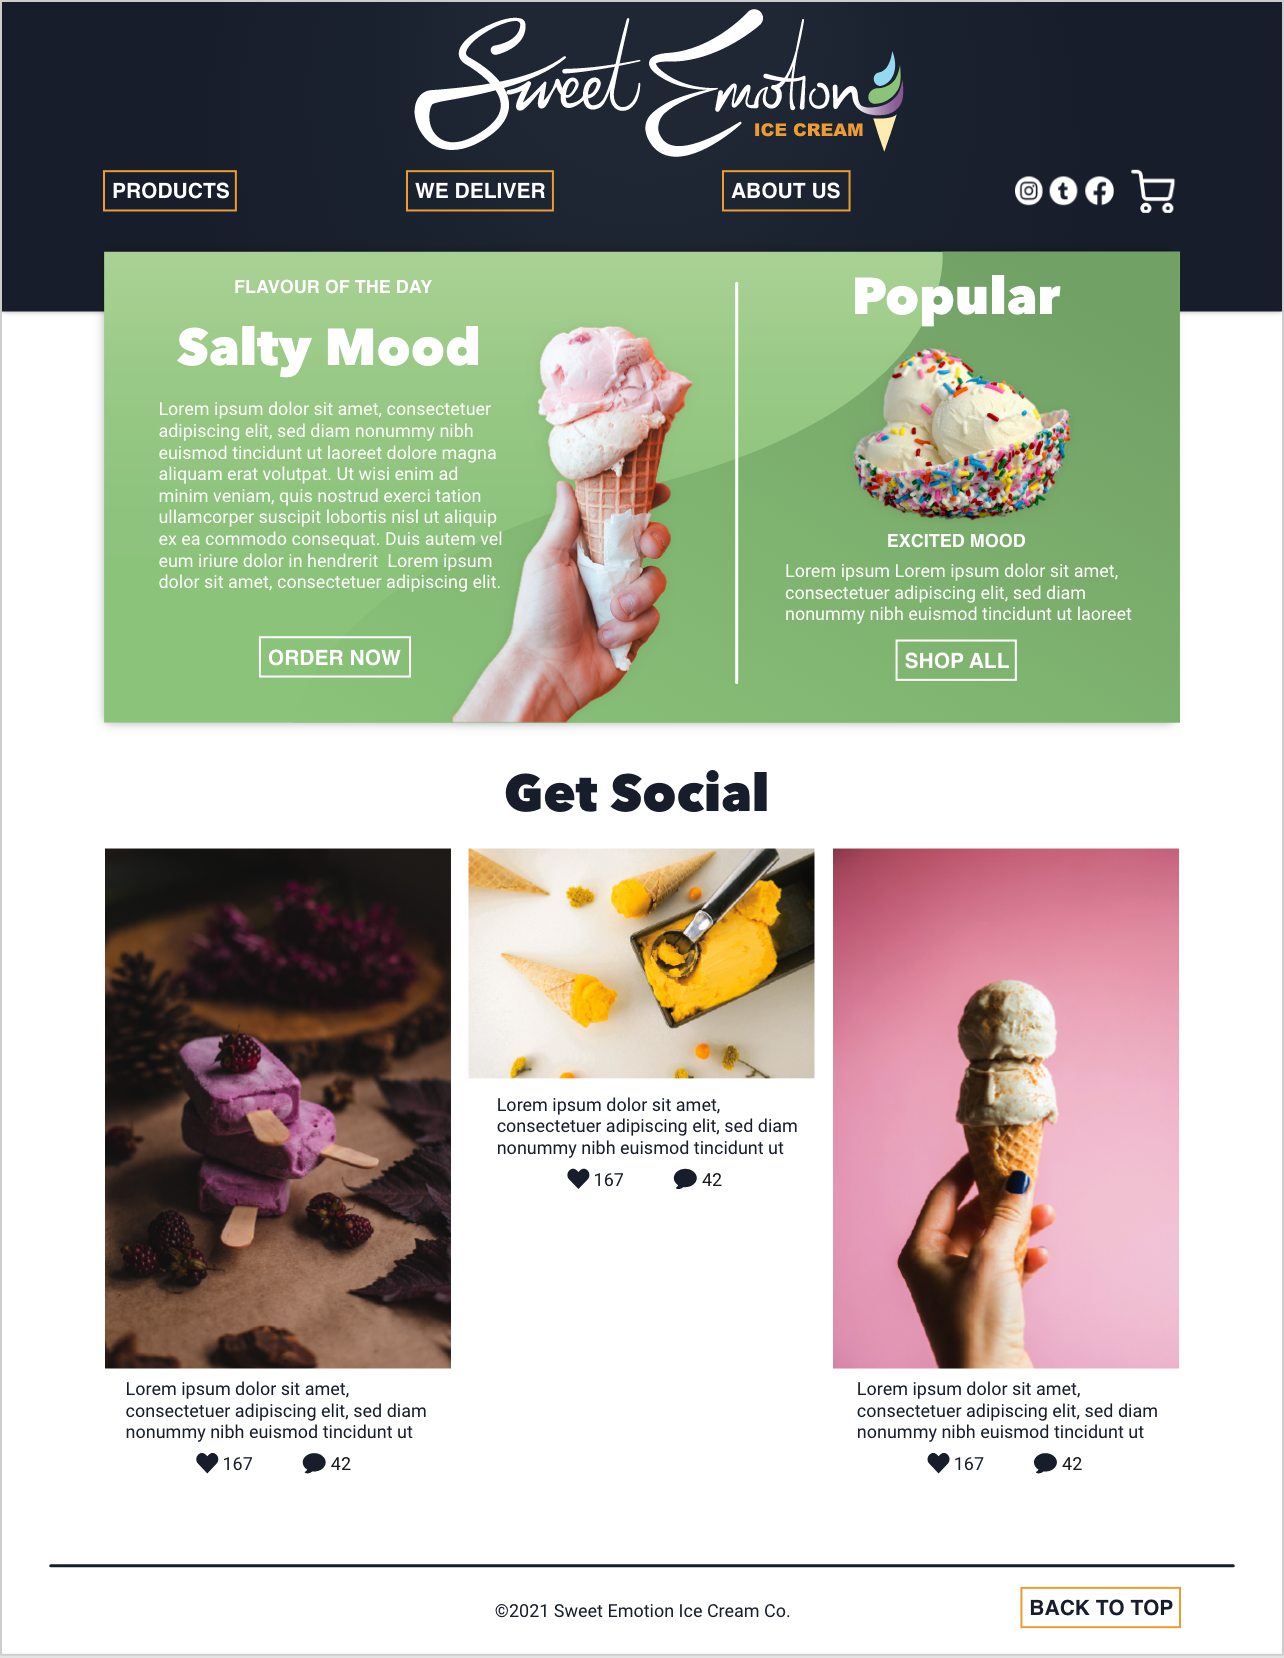 Sweet Emotion
ICE CREAM
PRODUCTS
WE DELIVER
ABOUT US
FLAVOUR OF THE DAY
Salty Mood
Lorem ipsum dolor sit amet, consectetuer
adipiscing elit, sed diam nonummy nibh
euismod tincidunt ut laoreet dolore magna
aliquam erat volutpat. Ut wisi enim ad
minim veniam, quis nostrud exerci tation
ullamcorper suscipit lobortis nisl ut aliquip
ex ea commodo consequat. Duis autem vel
eum iriure dolor in hendrerit  Lorem ipsum
dolor sit amet, consectetuer adipiscing elit.
ORDER NOW
Popular
EXCITED MOOD
Lorem ipsum Lorem ipsum dolor sit amet,
consectetuer adipiscing elit, sed diam
nonummy nibh euismod tincidunt ut laoreet
SHOP ALL
Get Social
Lorem ipsum dolor sit amet,
consectetuer adipiscing elit, sed diam
nonummy nibh euismod tincidunt ut
167 42
Lorem ipsum dolor sit amet,
consectetuer adipiscing elit, sed diam
nonummy nibh euismod tincidunt ut
167 42
Lorem ipsum dolor sit amet,
consectetuer adipiscing elit, sed diam
nonummy nibh euismod tincidunt ut
167 42
©2021 Sweet Emotion Ice Cream Co.
BACK TO TOP